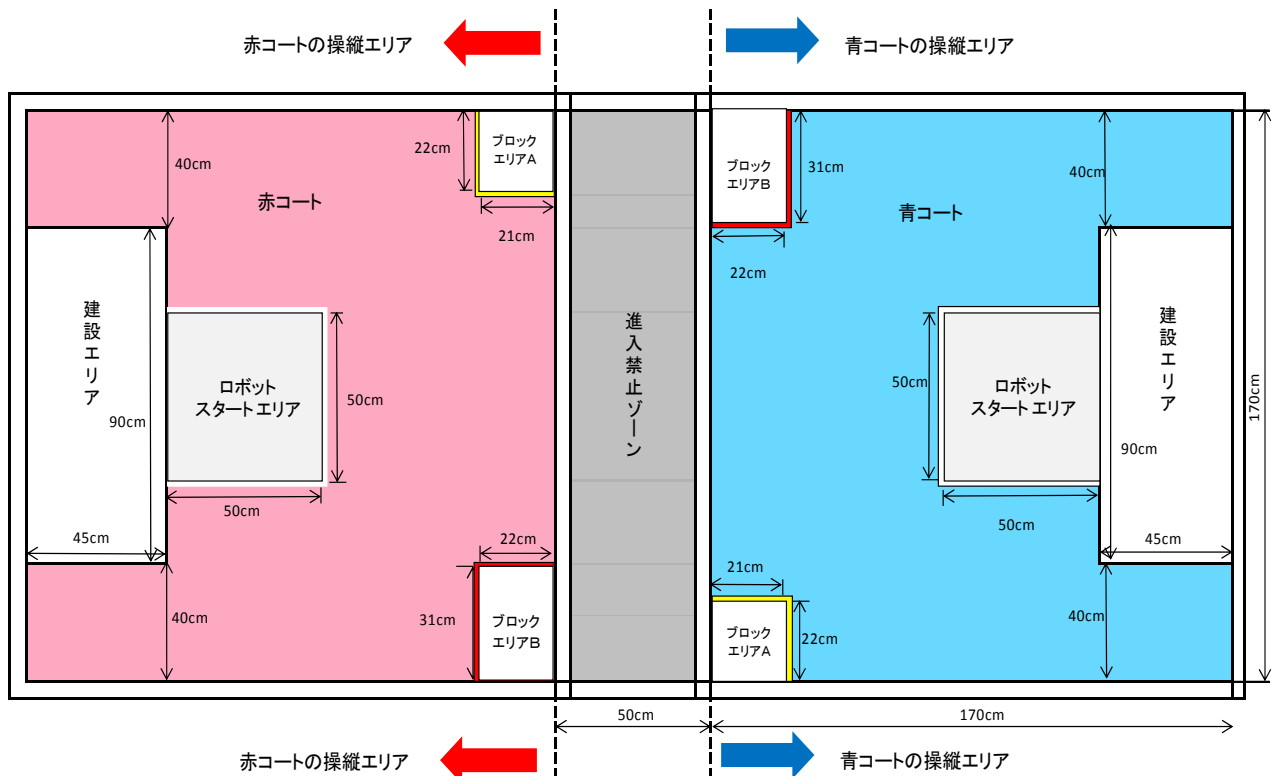 赤コートの操縦エリア
青コートの操縦エリア
22cm
ブロック
エリアA
40cm
赤コート
21cm
ブロック
エリアB
31cm
40cm
青コート
22cm
建設エリア
ロボット
スタートエリア
50cm
90cm
50cm
45cm
進入禁止ゾーン
建設エリア
ロボット
スタートエリア
50cm
90cm
50cm
45cm
170cm
22cm
31cm
ブロック
エリアB
40cm
21cm
ブロック
エリアA
22cm
40cm
50cm
170cm
赤コートの操縦エリア
青コートの操縦エリア